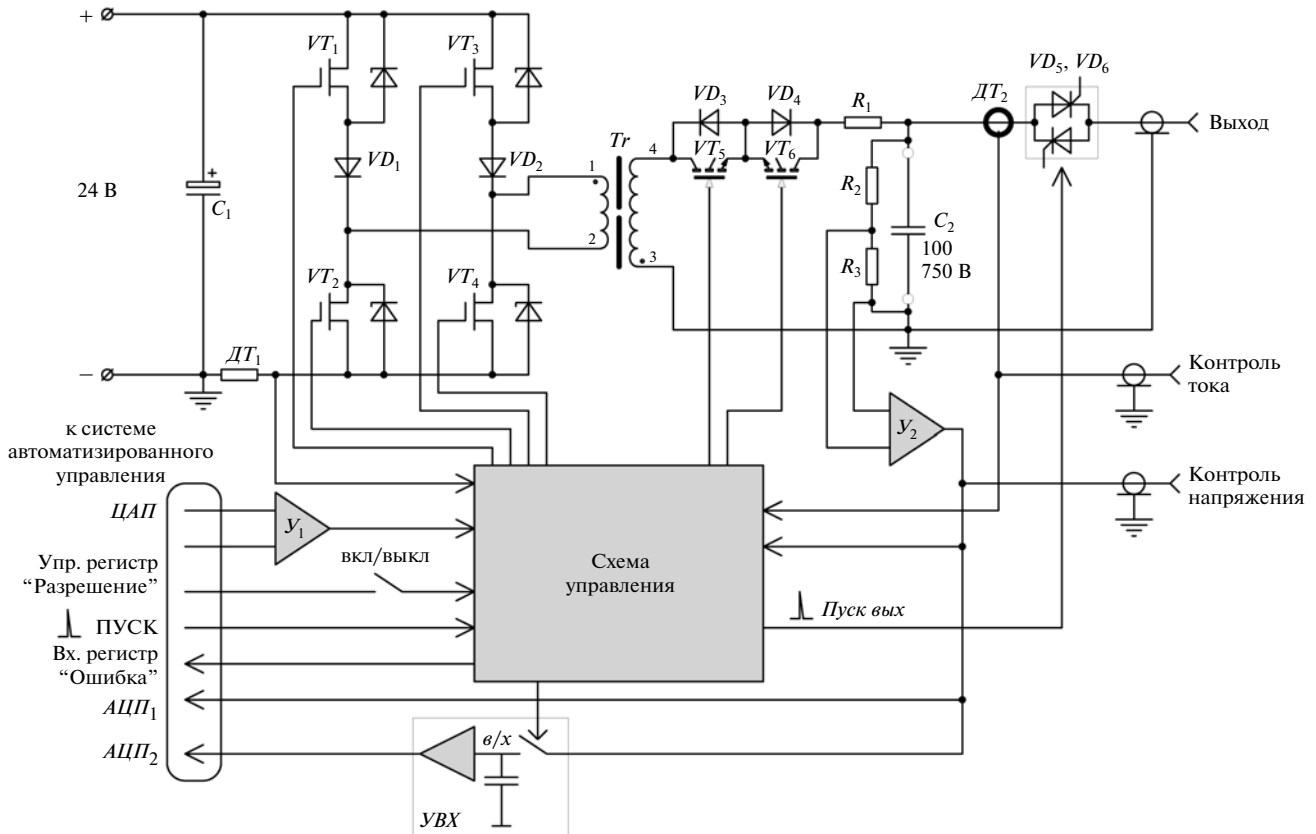 +
VT1
VT3
VD5, VD6
ДТ2
VD3
VD4
R1
Выход
Tr
4
VT5
VT6
VD1
VD2
1
24 В
+
C1
R2
C2
100
750 В
2
3
R3
VT2
VT4
ДТ1
–
Контроль
тока
У2
к системе
автоматизированного
управления
Контроль
напряжения
ЦАП
У1
Схема
управления
вкл/выкл
Упр. регистр
“Разрешение”
Пуск вых
ПУСК
Вх. регистр
“Ошибка”
АЦП1
в/х
АЦП2
УВХ